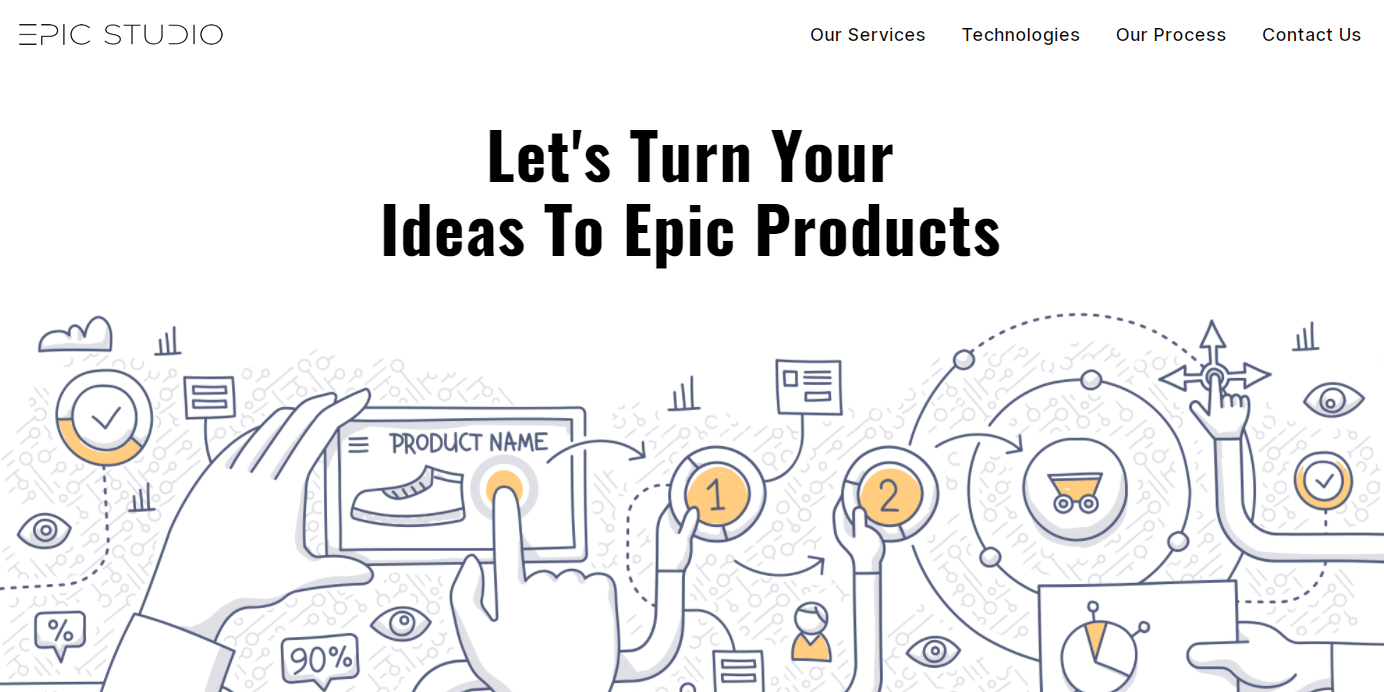 EPIC STUDIO
Our Services
Technologies
Our Process
Contact Us
Let's Turn Your
Ideas To Epic Products
PRODUCT NAME
1
2
%
90%